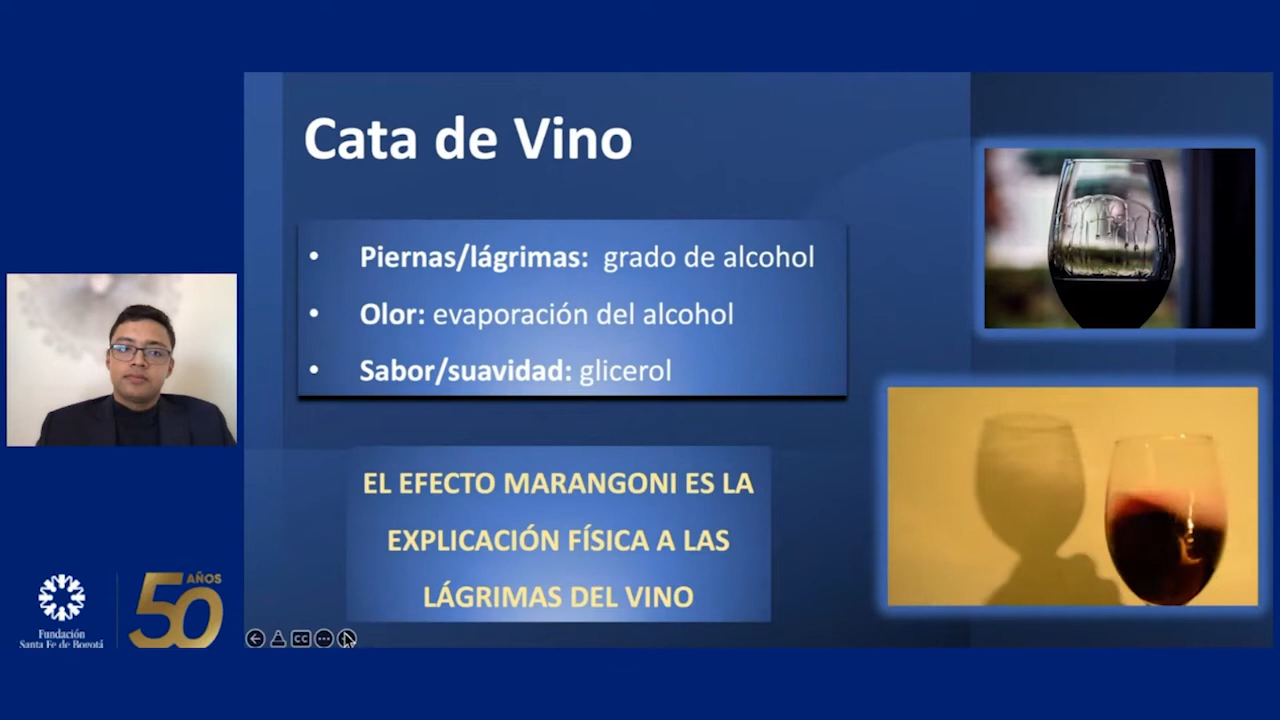 Cata de Vino
• Piernas/lágrimas: grado de alcohol
• Olor: evaporación del alcohol
• Sabor/suavidad: glicerol
EL EFECTO MARANGONI ES LA
EXPLICACIÓN FÍSICA A LAS
LÁGRIMAS DEL VINO
Fundación
Santa Fe de Bogotá
50 AÑOS
CC